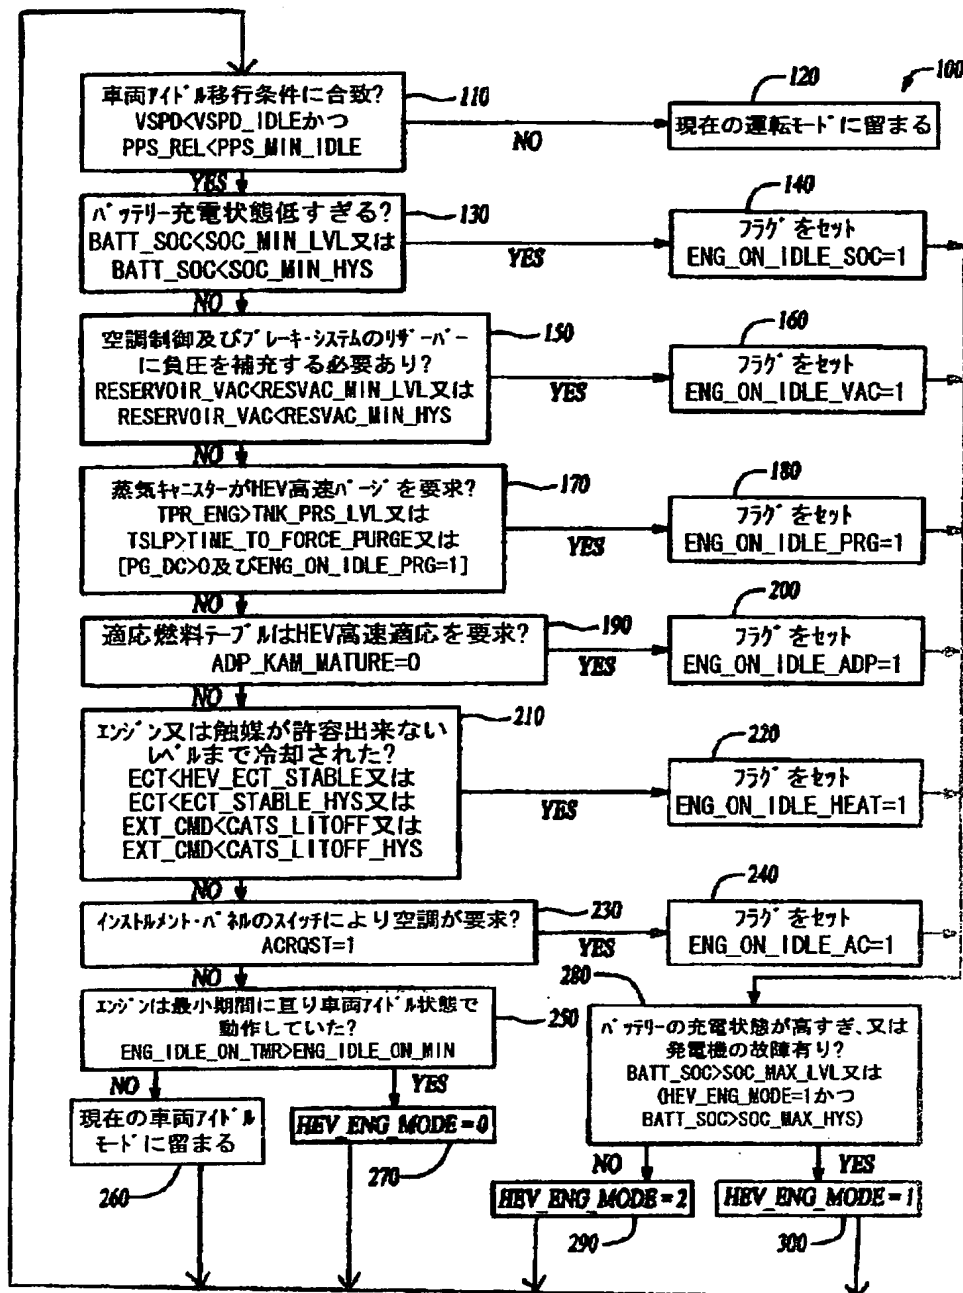 100
車両ｱｲﾄﾞﾙ移行条件に合致?
VSPD<VSPD_IDLEかつ
PPS_REL<PPS_MIN_IDLE
110
NO
120
現在の運転ﾓｰﾄﾞに留まる
YES
ﾊﾞｯﾃﾘｰ充電状態低すぎる?
BATT_SOC<SOC_MIN_LVL又は
BATT_SOC<SOC_MIN_HYS
130
YES
140
ﾌﾗｸﾞをｾｯﾄ
ENG_ON_IDLE_SOC=1
NO
空調制御及びﾌﾞﾚｰｷ･ｼｽﾃﾑのﾘｻﾞｰﾊﾞｰ
に負圧を補充する必要あり?
RESERVOIR_VAC<RESVAC_MIN_LVL又は
RESERVOIR_VAC<RESVAC_MIN_HYS
150
YES
160
ﾌﾗｸﾞをｾｯﾄ
ENG_ON_IDLE_VAC=1
NO
蒸気ｷｬﾆｽﾀｰがHEV高速ﾊﾟｰｼﾞを要求?
TPR_ENG>TNK_PRS_LVL又は
TSLP>TIME_TO_FORCE_PURGE又は
[PG_DC>0及びENG_ON_IDLE_PRG=1]
170
YES
180
ﾌﾗｸﾞをｾｯﾄ
ENG_ON_IDLE_PRG=1
NO
適応燃料ﾃｰﾌﾞﾙはHEV高速適応を要求?
ADP_KAM_MATURE=0
190
YES
200
ﾌﾗｸﾞをｾｯﾄ
ENG_ON_IDLE_ADP=1
NO
ｴﾝｼﾞﾝ又は触媒が許容出来ない
ﾚﾍﾞﾙまで冷却された?
ECT<HEV_ECT_STABLE又は
ECT<ECT_STABLE_HYS又は
EXT_CMD<CATS_LITOFF又は
EXT_CMD<CATS_LITOFF_HYS
210
YES
220
ﾌﾗｸﾞをｾｯﾄ
ENG_ON_IDLE_HEAT=1
NO
ｲﾝｽﾄﾙﾒﾝﾄ･ﾊﾟﾈﾙのｽｲｯﾁにより空調が要求?
ACRQST=1
230
YES
240
ﾌﾗｸﾞをｾｯﾄ
ENG_ON_IDLE_AC=1
NO
ｴﾝｼﾞﾝは最小期間に亘り車両ｱｲﾄﾞﾙ状態で
動作していた?
ENG_IDLE_ON_TMR>ENG_IDLE_ON_MIN
250
280
ﾊﾞｯﾃﾘｰの充電状態が高すぎ、又は
発電機の故障有り?
BATT_SOC>SOC_MAX_LVL又は
(HEV_ENG_MODE=1かつ
BATT_SOC>SOC_MAX_HYS)
NO
YES
現在の車両ｱｲﾄﾞﾙ
ﾓｰﾄﾞに留まる
260
HEV_ENG_MODE=0
270
NO
YES
HEV_ENG_MODE=2
290
HEV_ENG_MODE=1
300